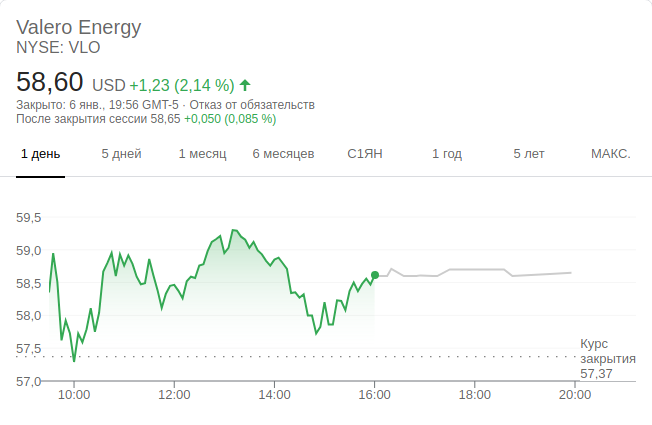 Valero Energy
NYSE: VLO
58,60 USD +1,23 (2,14 %)
Закрыто: 6 янв., 19:56 GMT-5 · Отказ от обязательств
После закрытия сессии 58,65 +0,050 (0,085 %)
1 день 5 дней 1 месяц 6 месяцев С1ЯН 1 год 5 лет МАКС.
59,5
59,0
58,5
58,0
57,5
57,0
Курс
закрытия
57,37
10:00 12:00 14:00 16:00 18:00 20:00